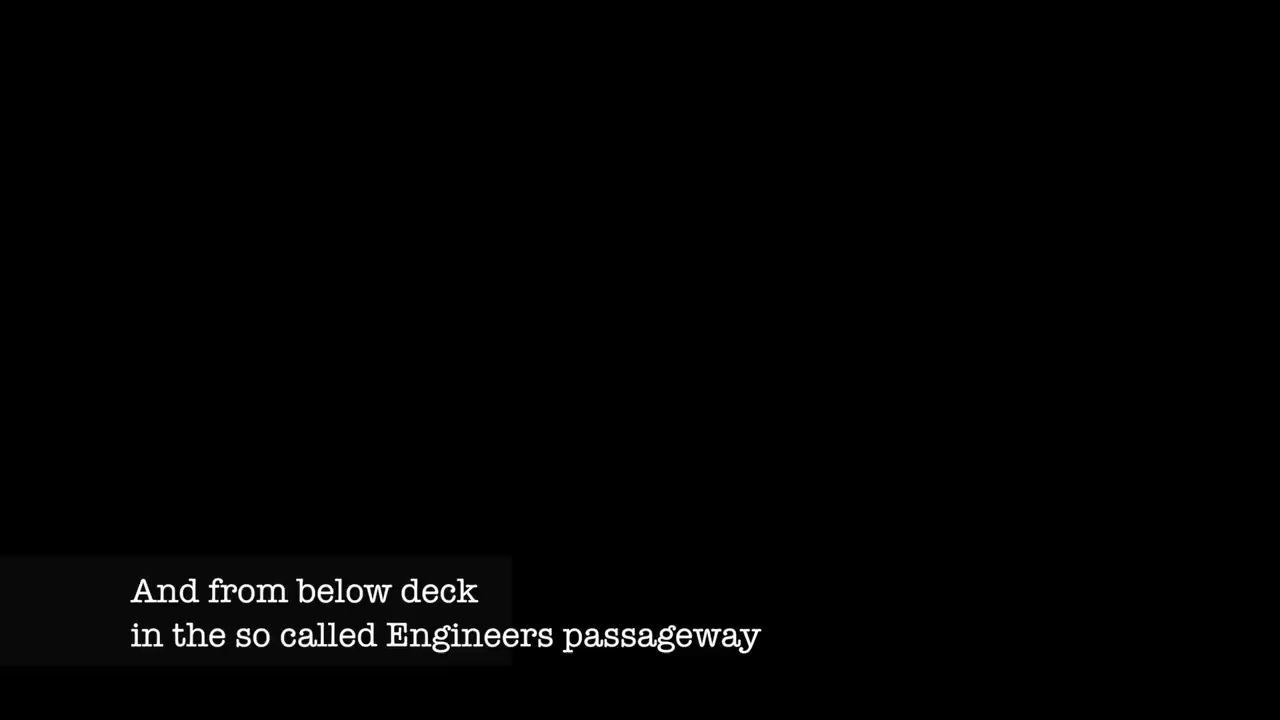 And from below deck
in the so called Engineers passageway